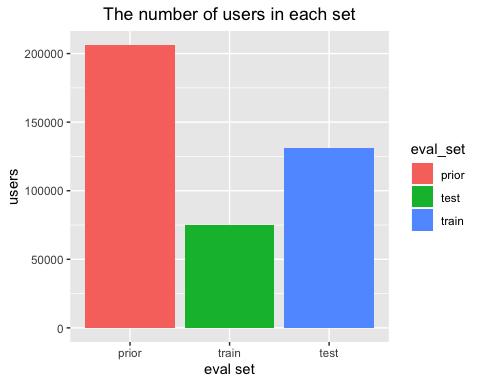 The number of users in each set
200000
150000
100000
50000
0
users
prior train test
eval set
eval_set
prior
test
train